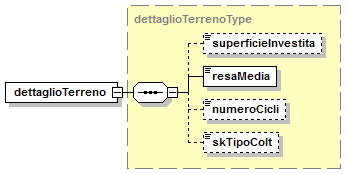 dettaglioTerrenoType
superficieInvestita
resaMedia
dettaglioTerreno
numeroCicli
skTipoColt